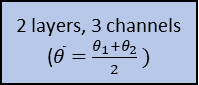 2 layers, 3 channels
(θ̄ = θ₁+θ₂ / 2)